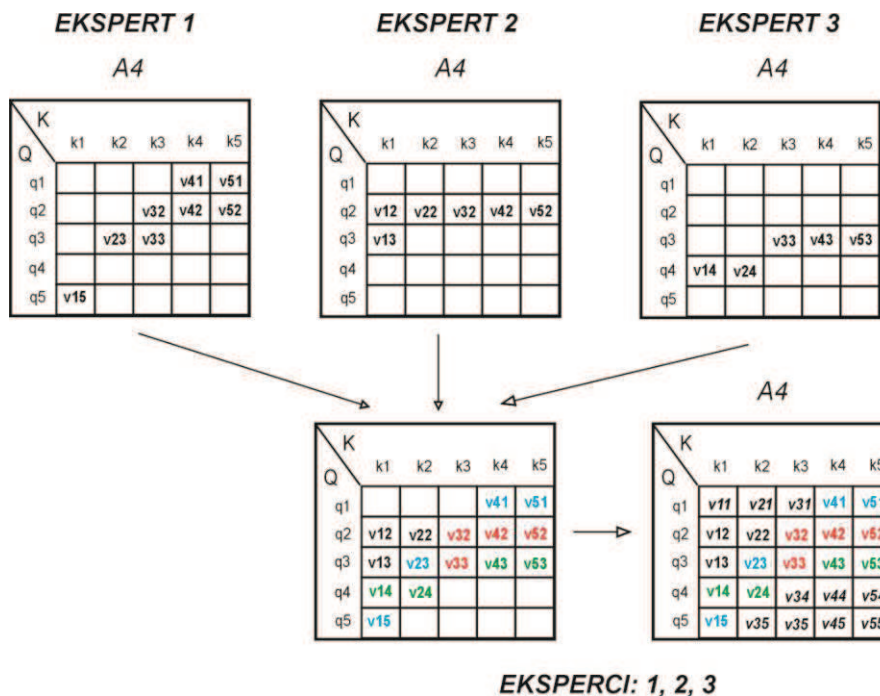 EKSPERT 1 EKSPERT 2 EKSPERT 3
A4 A4 A4
K K K
k1 k2 k3 k4 k5 k1 k2 k3 k4 k5 k1 k2 k3 k4 k5
Q Q Q
q1 v41 v51 q1 q1
q2 v32 v42 v52 q2 v12 v22 v32 v42 v52 q2
q3 v23 v33 q3 v13 q3 v33 v43 v53
q4 q4 q4 v14 v24
q5 v15 q5 q5
A4
K K
k1 k2 k3 k4 k5 k1 k2 k3 k4 k5
Q Q
q1 v41 v51 q1 v11 v21 v31 v41 v51
q2 v12 v22 v32 v42 v52 q2 v12 v22 v32 v42 v52
q3 v13 v23 v33 v43 v53 q3 v13 v23 v33 v43 v53
q4 v14 v24 q4 v14 v24 v34 v44 v54
q5 v15 q5 v15 v35 v35 v45 v55
EKSPERCI: 1, 2, 3